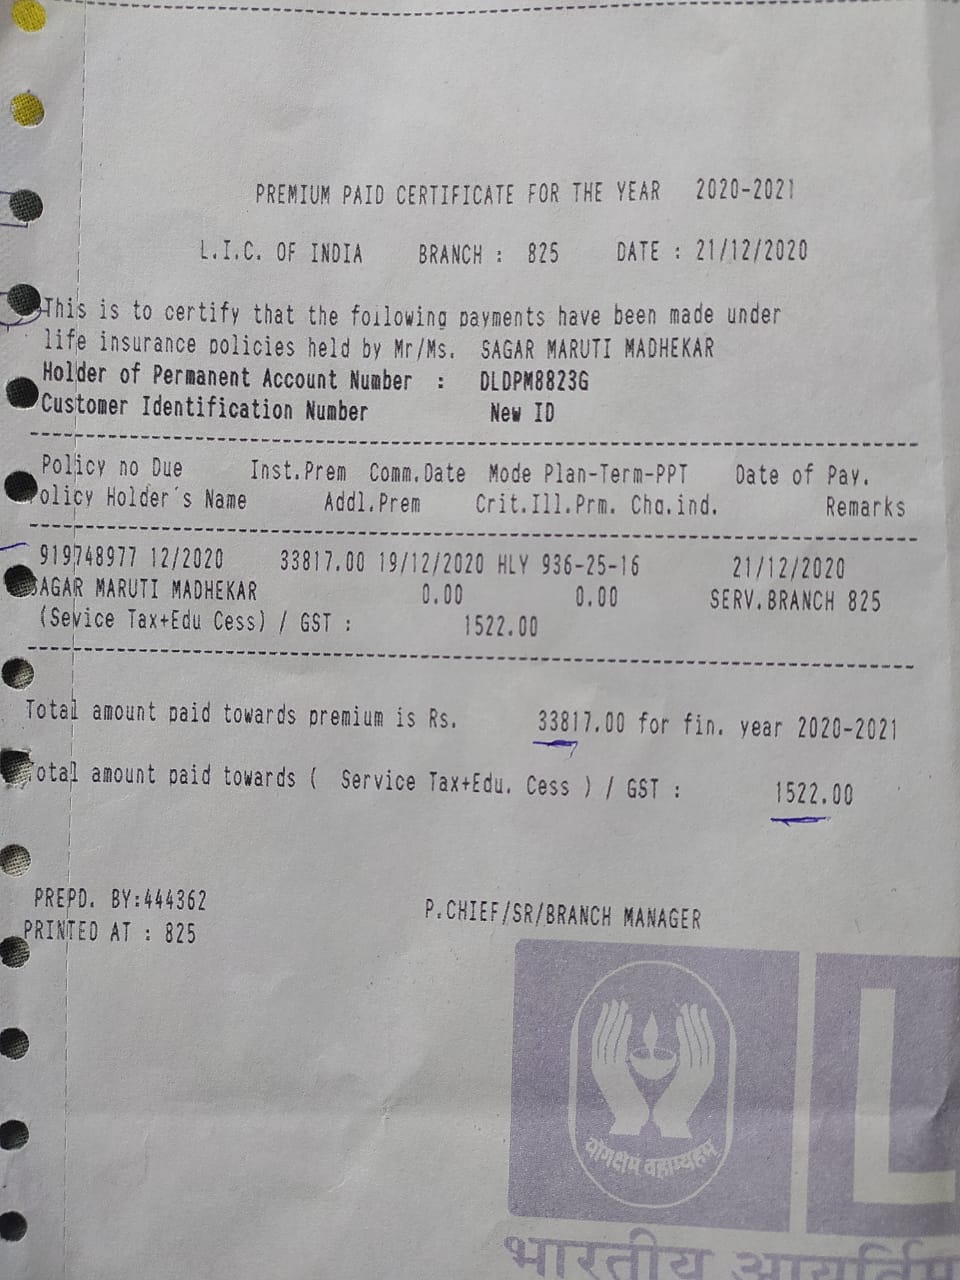 PREMIUM PAID CERTIFICATE FOR THE YEAR 2020-2021
L.I.C. OF INDIA BRANCH : 825 DATE : 21/12/2020
This is to certify that the following payments have been made under
life insurance policies held by Mr/Ms. SAGAR MARUTI MADHEKAR
Holder of Permanent Account Number : DLDPM8823G
Customer Identification Number New ID
Policy no Due Inst.Prem Comm.Date Mode Plan-Term-PPT Date of Pay.
olicy Holder's Name Addl.Prem Crit.Ill.Prm. Chg.ind. Remarks
919748977 12/2020 33817.00 19/12/2020 HLY 936-25-16 21/12/2020
SAGAR MARUTI MADHEKAR 0.00 0.00 SERV.BRANCH 825
(Sevice Tax+Edu Cess) / GST : 1522.00
Total amount paid towards premium is Rs. 33817.00 for fin. year 2020-2021
Total amount paid towards ( Service Tax+Edu. Cess ) / GST : 1522.00
PREPD. BY:444362 P.CHIEF/SR/BRANCH MANAGER
PRINTED AT : 825
योगक्षेमं वहाम्यहम्
L
भारतीय